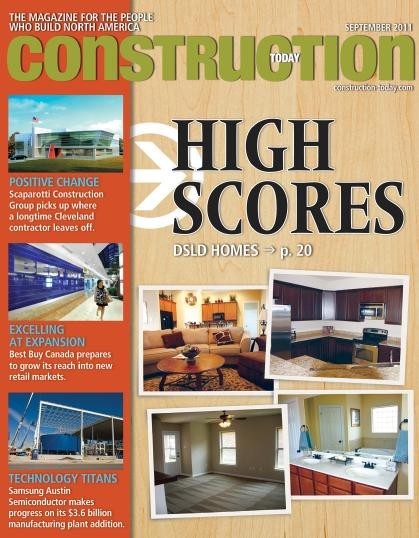 THE MAGAZINE FOR THE PEOPLE
WHO BUILD NORTH AMERICA
SEPTEMBER 2011
CONSTRUCTION
TODAY
construction-today.com
HIGH
SCORES
DSLD HOMES → p. 20
POSITIVE CHANGE
Scaparotti Construction
Group picks up where
a longtime Cleveland
contractor leaves off.
EXCELLING
AT EXPANSION
Best Buy Canada prepares
to grow its reach into new
retail markets.
TECHNOLOGY TITANS
Samsung Austin
Semiconductor makes
progress on its $3.6 billion
manufacturing plant addition.